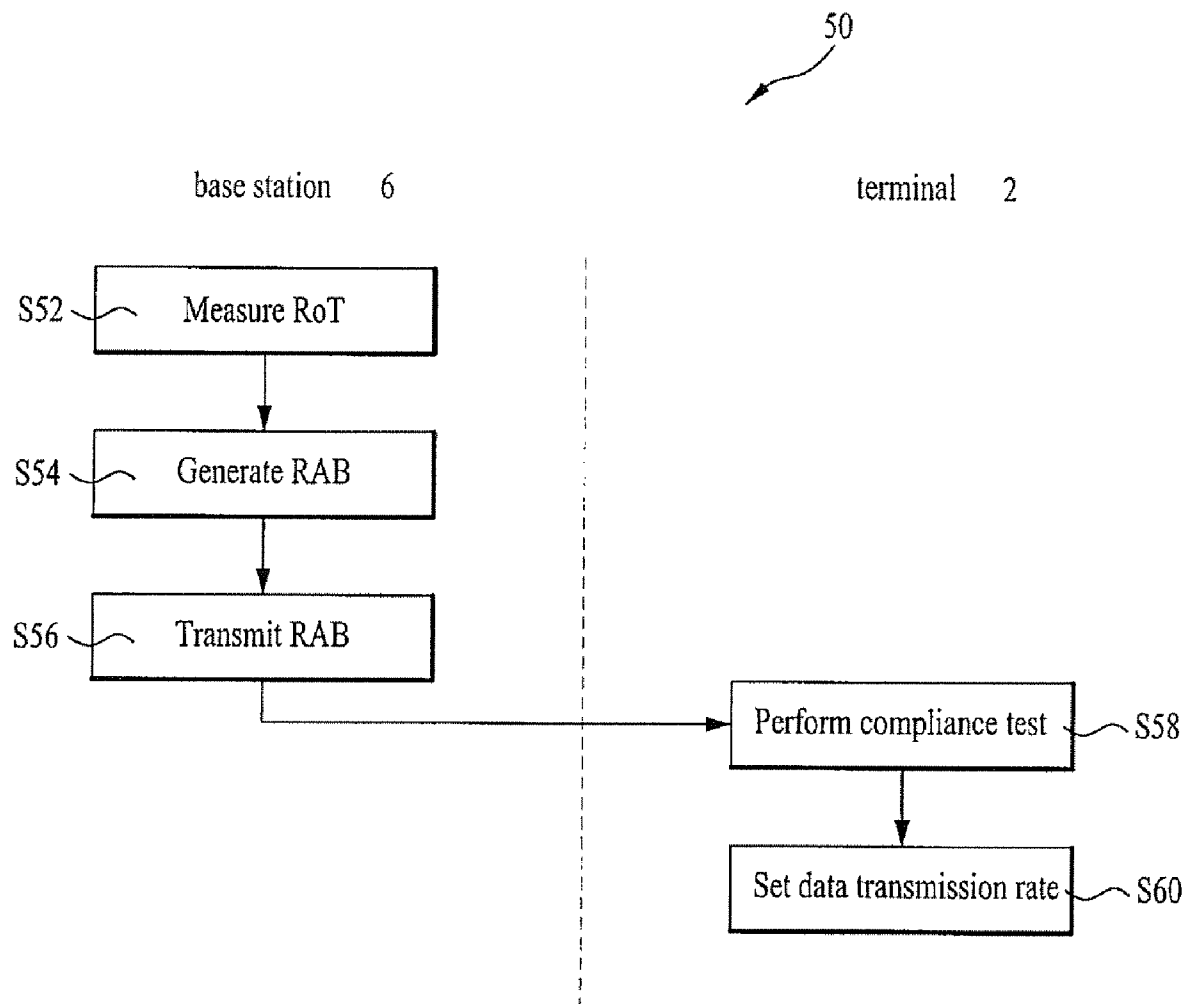 50
base station 6
terminal 2
S52
Measure RoT
S54
Generate RAB
S56
Transmit RAB
Perform compliance test
S58
Set data transmission rate
S60